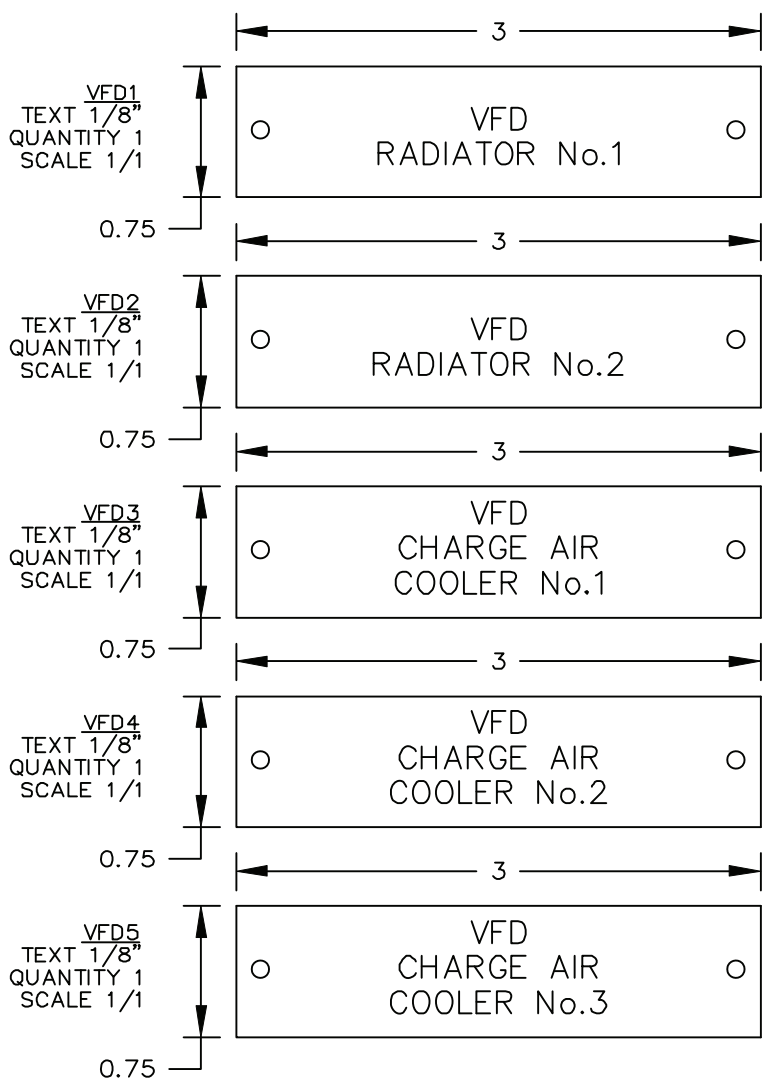 3
VFD1
TEXT 1/8"
QUANTITY 1
SCALE 1/1
VFD
RADIATOR No.1
0.75
3
VFD2
TEXT 1/8"
QUANTITY 1
SCALE 1/1
VFD
RADIATOR No.2
0.75
3
VFD3
TEXT 1/8"
QUANTITY 1
SCALE 1/1
VFD
CHARGE AIR
COOLER No.1
0.75
3
VFD4
TEXT 1/8"
QUANTITY 1
SCALE 1/1
VFD
CHARGE AIR
COOLER No.2
0.75
3
VFD5
TEXT 1/8"
QUANTITY 1
SCALE 1/1
VFD
CHARGE AIR
COOLER No.3
0.75